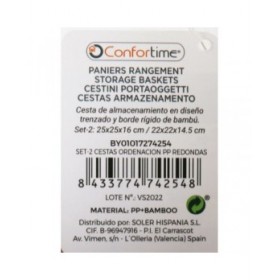 Confortime®
PANIERS RANGEMENT
STORAGE BASKETS
CESTINI PORTAOGGETTI
CESTAS ARMAZENAMENTO
Cesta de almacenamiento en diseño
trenzado y borde rígido de bambú.
Set-2: 25x25x16 cm / 22x22x14.5 cm
BY01017274254
SET-2 CESTAS ORDENACION PP REDONDAS
8 433774 742548
LOTE N°.: VS2022
MATERIAL: PP+BAMBOO
Distribuido por: SOLER HISPANIA S.L.
CIF. B-96947916 - P.I. El Carrascot
Av. Vimen, s/n - L'Olleria (Valencia) Spain